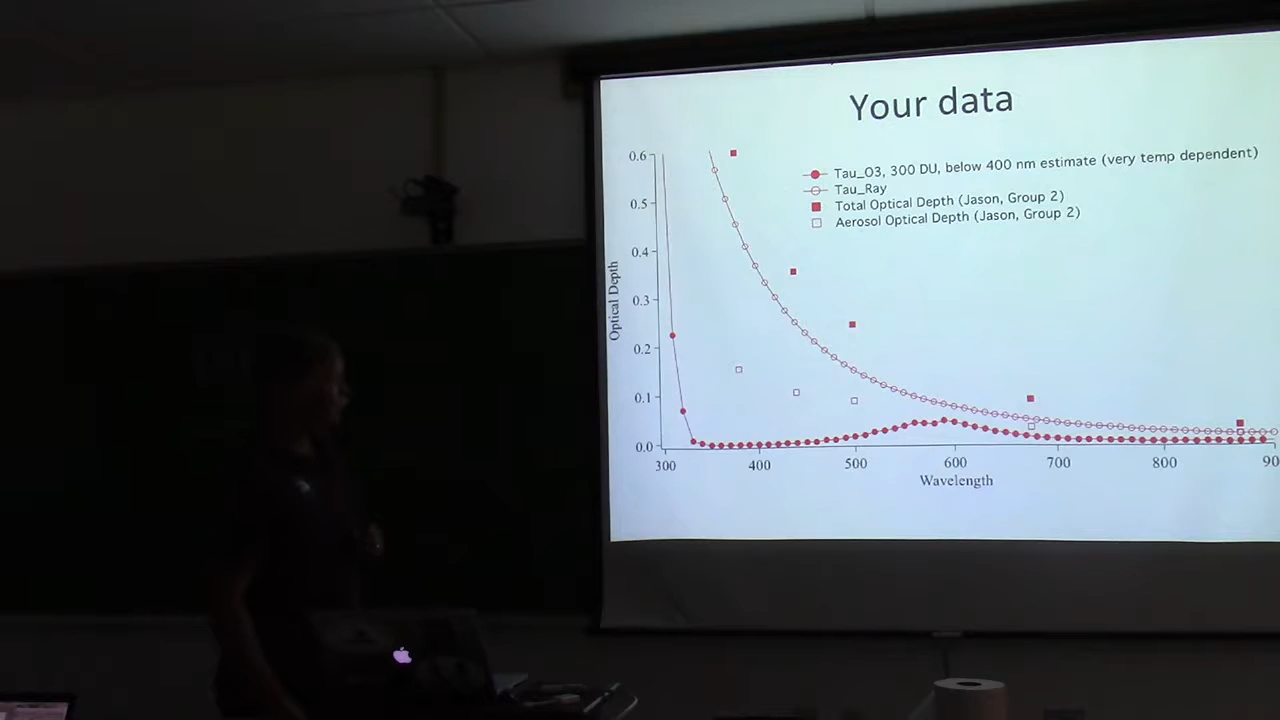 Your data
Tau_O3, 300 DU, below 400 nm estimate (very temp dependent)
Tau_Ray
Total Optical Depth (Jason, Group 2)
Aerosol Optical Depth (Jason, Group 2)
0.6
0.5
0.4
0.3
0.2
0.1
0.0
Optical Depth
300 400 500 600 700 800 90
Wavelength